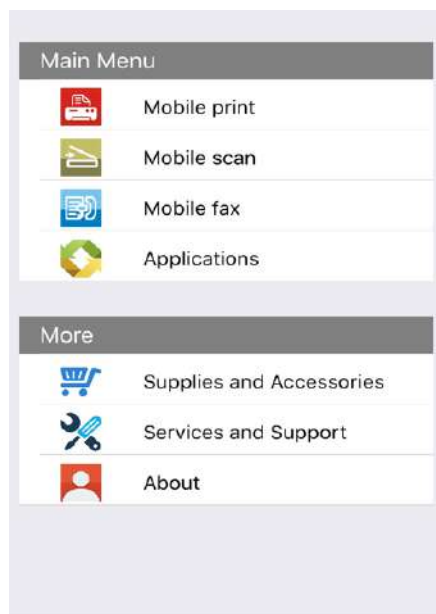 Main Menu
Mobile print
Mobile scan
Mobile fax
Applications
More
Supplies and Accessories
Services and Support
About